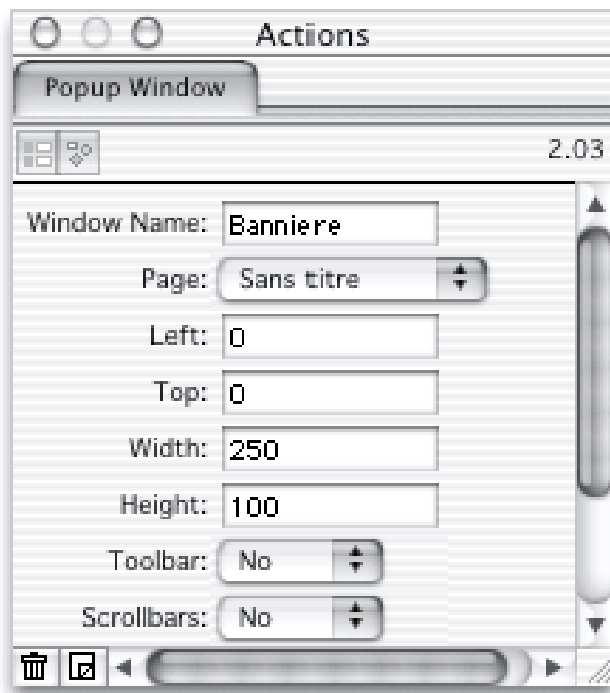 Actions
Popup Window
2.03
Window Name: Banniere
Page: Sans titre
Left: 0
Top: 0
Width: 250
Height: 100
Toolbar: No
Scrollbars: No